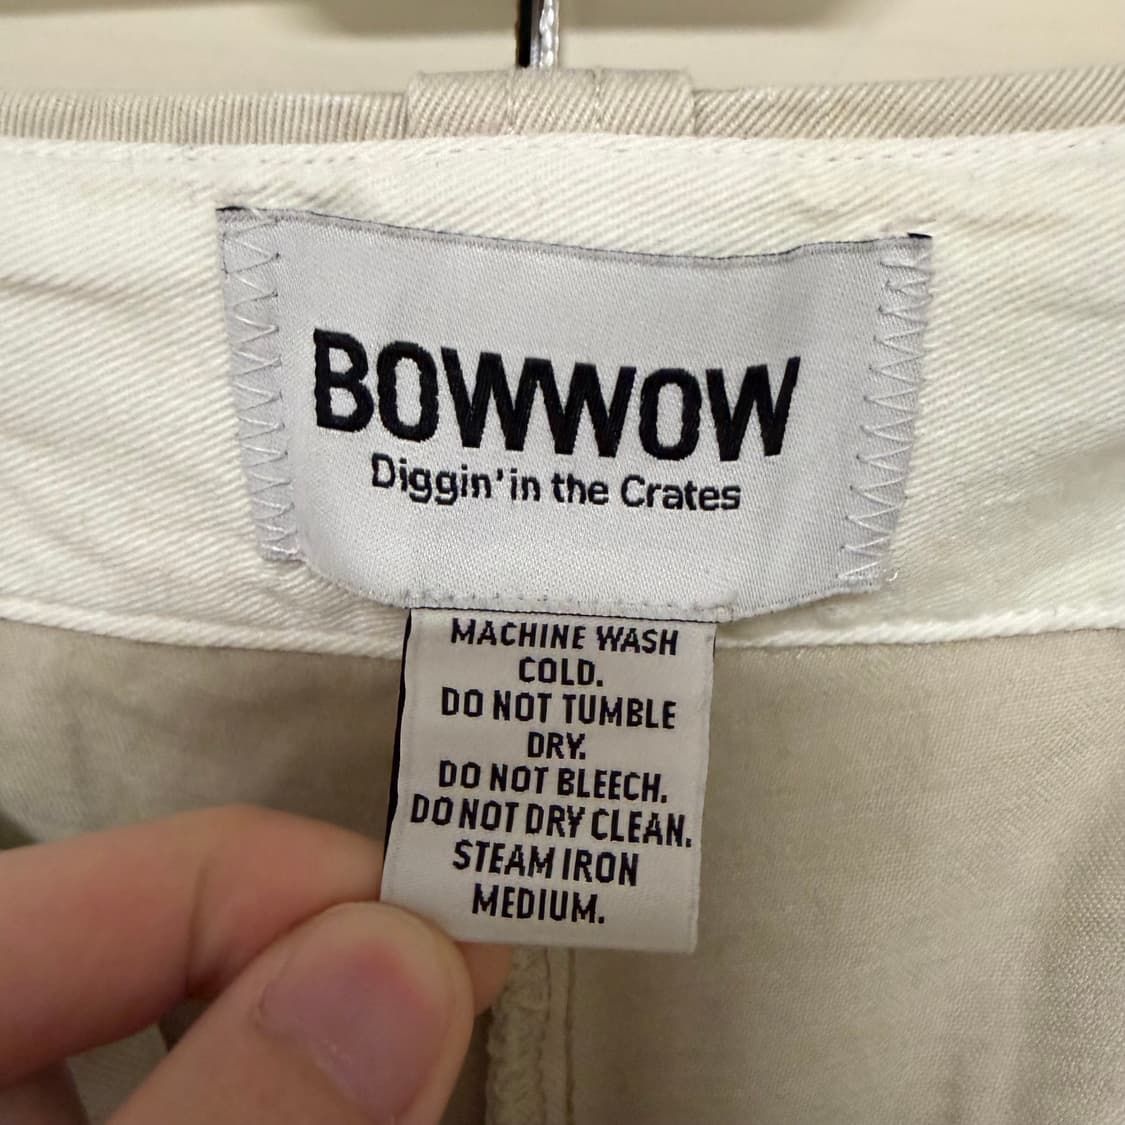 BOWWOW
Diggin' in the Crates
MACHINE WASH
COLD.
DO NOT TUMBLE
DRY.
DO NOT BLEECH.
DO NOT DRY CLEAN.
STEAM IRON
MEDIUM.